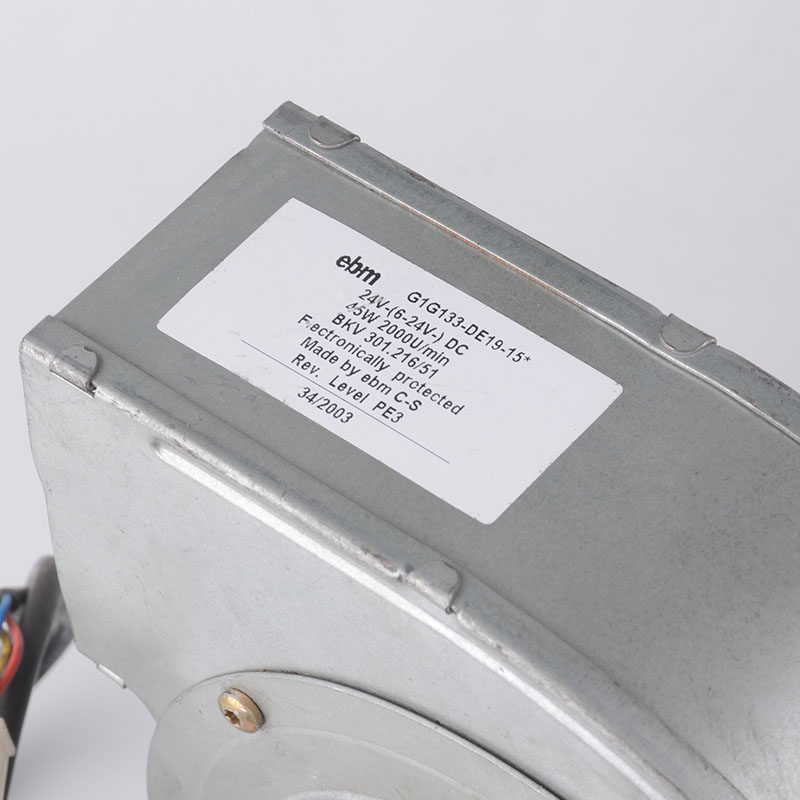 ebm G1G133-DE19-15*
24V-(6-24V-) DC
45W 2000U/min
BKV 301.216/51
Electronically protected
Made by ebm C-S
Rev. Level PE3
34/2003